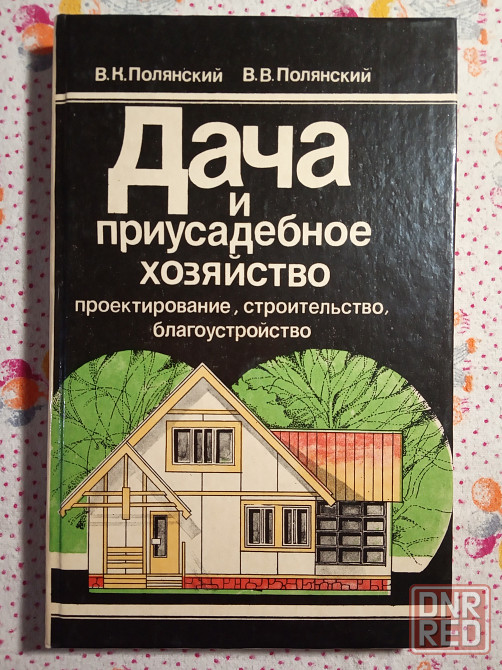 В.К.Полянский В.В.Полянский
Дача
и
приусадебное
хозяйство
проектирование, строительство,
благоустройство
DNR
RED